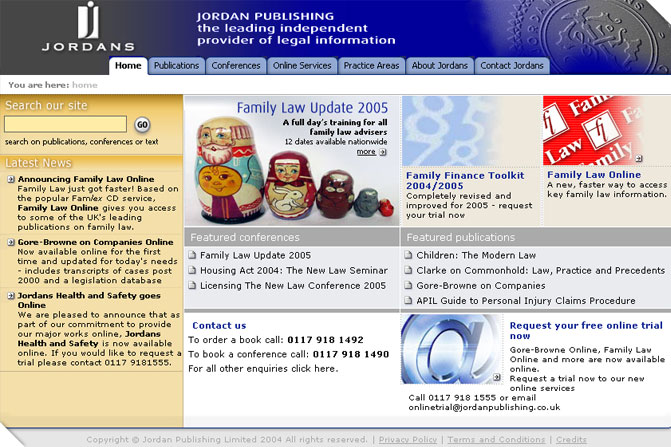 JORDANS
JORDAN PUBLISHING
the leading independent
provider of legal information
Home
Publications
Conferences
Online Services
Practice Areas
About Jordans
Contact Jordans
You are here: home
Search our site
GO
search on publications, conferences or text
Latest News
Announcing Family Law Online
Family Law just got faster! Based on
the popular Famlex CD service,
Family Law Online gives you access
to some of the UK's leading
publications on family law.
Gore-Browne on Companies Online
Now available online for the first
time and updated for today's needs
- includes transcripts of cases post
2000 and a legislation database
Jordans Health and Safety goes
Online
We are pleased to announce that as
part of our commitment to provide
our major works online, Jordans
Health and Safety is now available
online. If you would like to request a
trial please contact 0117 9181555.
Family Law Update 2005
A full day's training for all
family law advisers
12 dates available nationwide
more
Family Finance Toolkit
2004/2005
Completely revised and
improved for 2005 - request
your trial now
Family
Law
Family Law Online
A new, faster way to access
key family law information.
Featured conferences
Family Law Update 2005
Housing Act 2004: The New Law Seminar
Licensing The New Law Conference 2005
Featured publications
Children: The Modern Law
Clarke on Commonhold: Law, Practice and Precedents
Gore-Browne on Companies
APIL Guide to Personal Injury Claims Procedure
Contact us
To order a book call: 0117 918 1492
To book a conference call: 0117 918 1490
For all other enquiries click here.
@
Request your free online trial
now
Gore-Browne Online, Family Law
Online and more are now available
online.
Request a trial now to our new
online services
Call 0117 918 1555 or email
onlinetrial@jordanpublishing.co.uk
Copyright © Jordan Publishing Limited 2004 All rights reserved. | Privacy Policy | Terms and Conditions | Credits